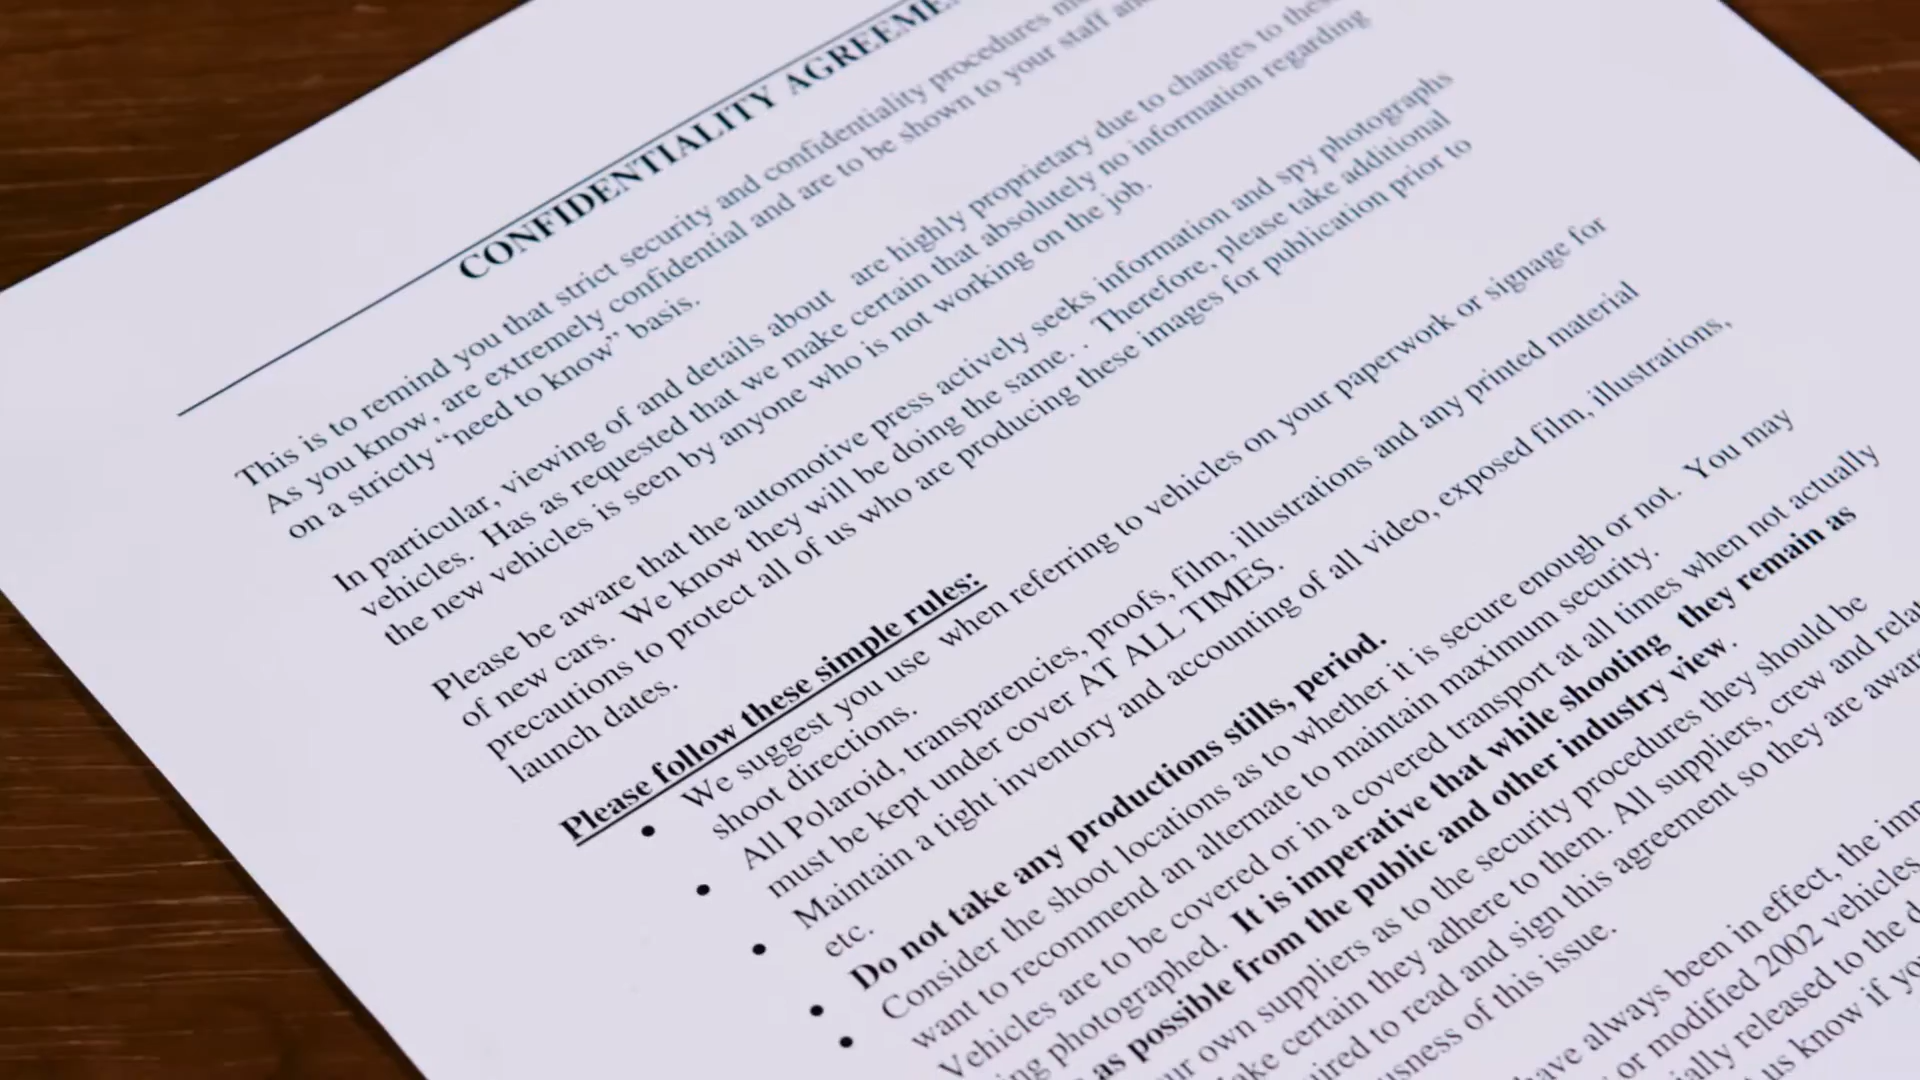 CONFIDENTIALITY AGREEME
This is to remind you that strict security and confidentiality procedures
As you know, are extremely confidential and are to be shown to your staff and
on a strictly “need to know” basis.
In particular, viewing of and details about are highly proprietary due to changes to these
vehicles. Has as requested that we make certain that absolutely no information regarding
the new vehicles is seen by anyone who is not working on the job.
Please be aware that the automotive press actively seeks information and spy photographs
of new cars. We know they will be doing the same. . Therefore, please take additional
precautions to protect all of us who are producing these images for publication prior to
launch dates.
Please follow these simple rules:
• We suggest you use when referring to vehicles on your paperwork or signage for
shoot directions.
• All Polaroid, transparencies, proofs, film, illustrations and any printed material
must be kept under cover AT ALL TIMES.
• Maintain a tight inventory and accounting of all video, exposed film, illustrations,
etc.
• Do not take any productions stills, period.
• Consider the shoot locations as to whether it is secure enough or not. You may
want to recommend an alternate to maintain maximum security.
Vehicles are to be covered or in a covered transport at all times when not actually
ng photographed. It is imperative that while shooting they remain as
as possible from the public and other industry view.
ur own suppliers as to the security procedures they should be
ke certain they adhere to them. All suppliers, crew and rela
ired to read and sign this agreement so they are aware
usness of this issue.
have always been in effect, the
or modified 2002 vehicles
ially released to the
us know if yo